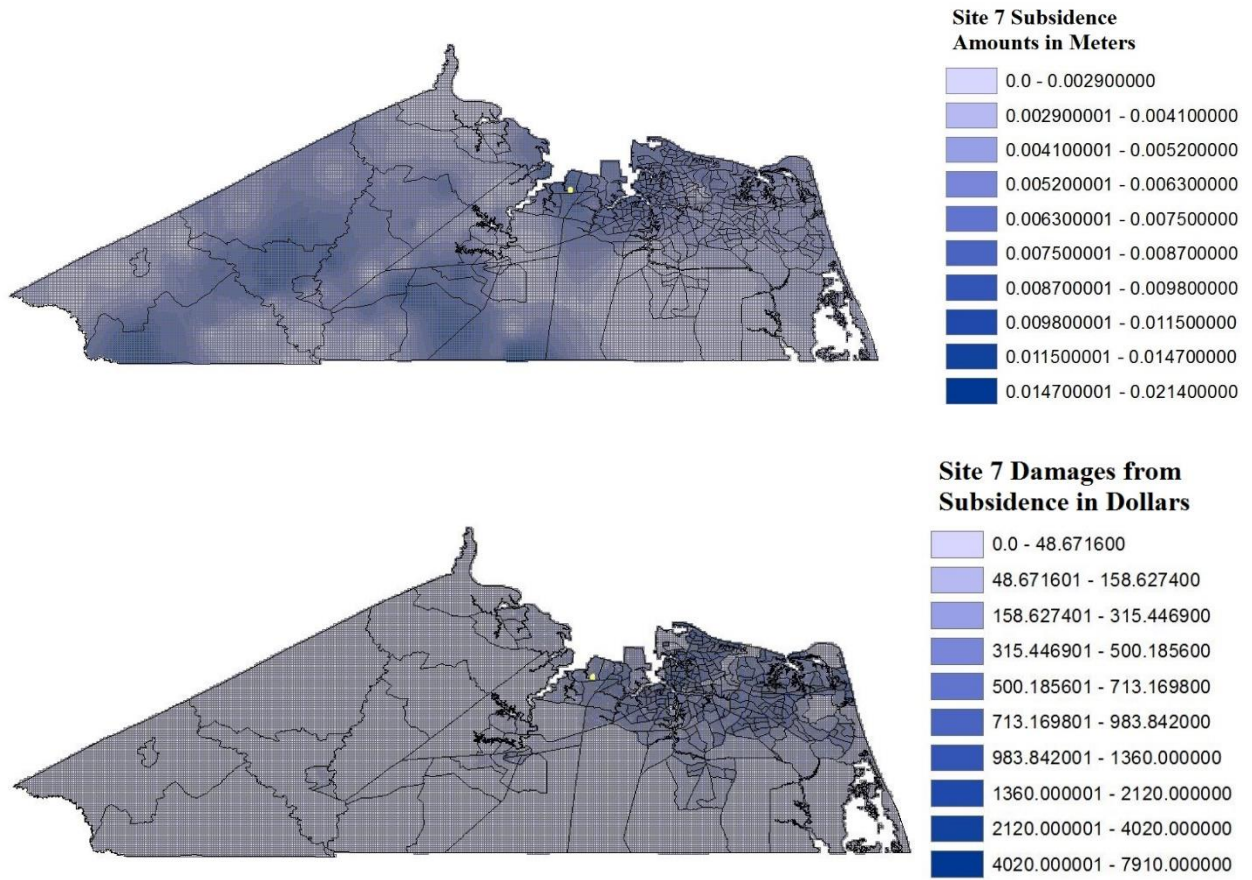 Site 7 Subsidence
Amounts in Meters
0.0 - 0.002900000
0.002900001 - 0.004100000
0.004100001 - 0.005200000
0.005200001 - 0.006300000
0.006300001 - 0.007500000
0.007500001 - 0.008700000
0.008700001 - 0.009800000
0.009800001 - 0.011500000
0.011500001 - 0.014700000
0.014700001 - 0.021400000
Site 7 Damages from
Subsidence in Dollars
0.0 - 48.671600
48.671601 - 158.627400
158.627401 - 315.446900
315.446901 - 500.185600
500.185601 - 713.169800
713.169801 - 983.842000
983.842001 - 1360.000000
1360.000001 - 2120.000000
2120.000001 - 4020.000000
4020.000001 - 7910.000000